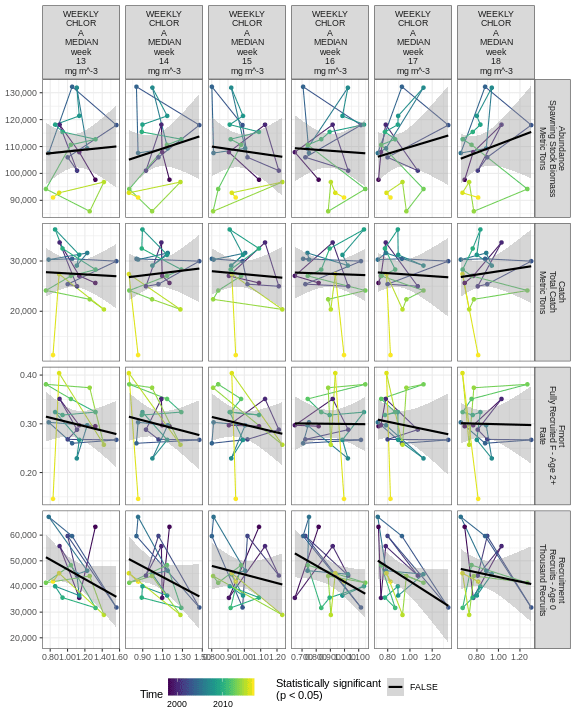 WEEKLY
CHLOR
A
MEDIAN
week
13
mg m^-3
WEEKLY
CHLOR
A
MEDIAN
week
14
mg m^-3
WEEKLY
CHLOR
A
MEDIAN
week
15
mg m^-3
WEEKLY
CHLOR
A
MEDIAN
week
16
mg m^-3
WEEKLY
CHLOR
A
MEDIAN
week
17
mg m^-3
WEEKLY
CHLOR
A
MEDIAN
week
18
mg m^-3
130,000
120,000
110,000
100,000
90,000
Abundance
Spawning Stock Biomass
Metric Tons
30,000
20,000
Catch
Total Catch
Metric Tons
0.40
0.30
0.20
Fmort
Fully Recruited F - Age 2+
Rate
60,000
50,000
40,000
30,000
20,000
Recruitment
Recruits - Age 0
Thousand Recruits
0.80 1.00 1.20 1.40 1.60
0.90 1.10 1.30
0.80 0.90 1.00 1.10 1.20
0.80 1.00 1.20
0.80 1.00 1.20
Time
2000 2010
Statistically significant
(p < 0.05)
FALSE